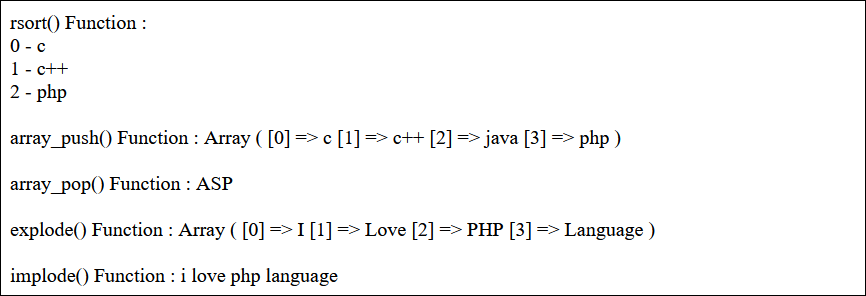 rsort() Function :
0 - c
1 - c++
2 - php
array_push() Function : Array ( [0] => c [1] => c++ [2] => java [3] => php )
array_pop() Function : ASP
explode() Function : Array ( [0] => I [1] => Love [2] => PHP [3] => Language )
implode() Function : i love php language